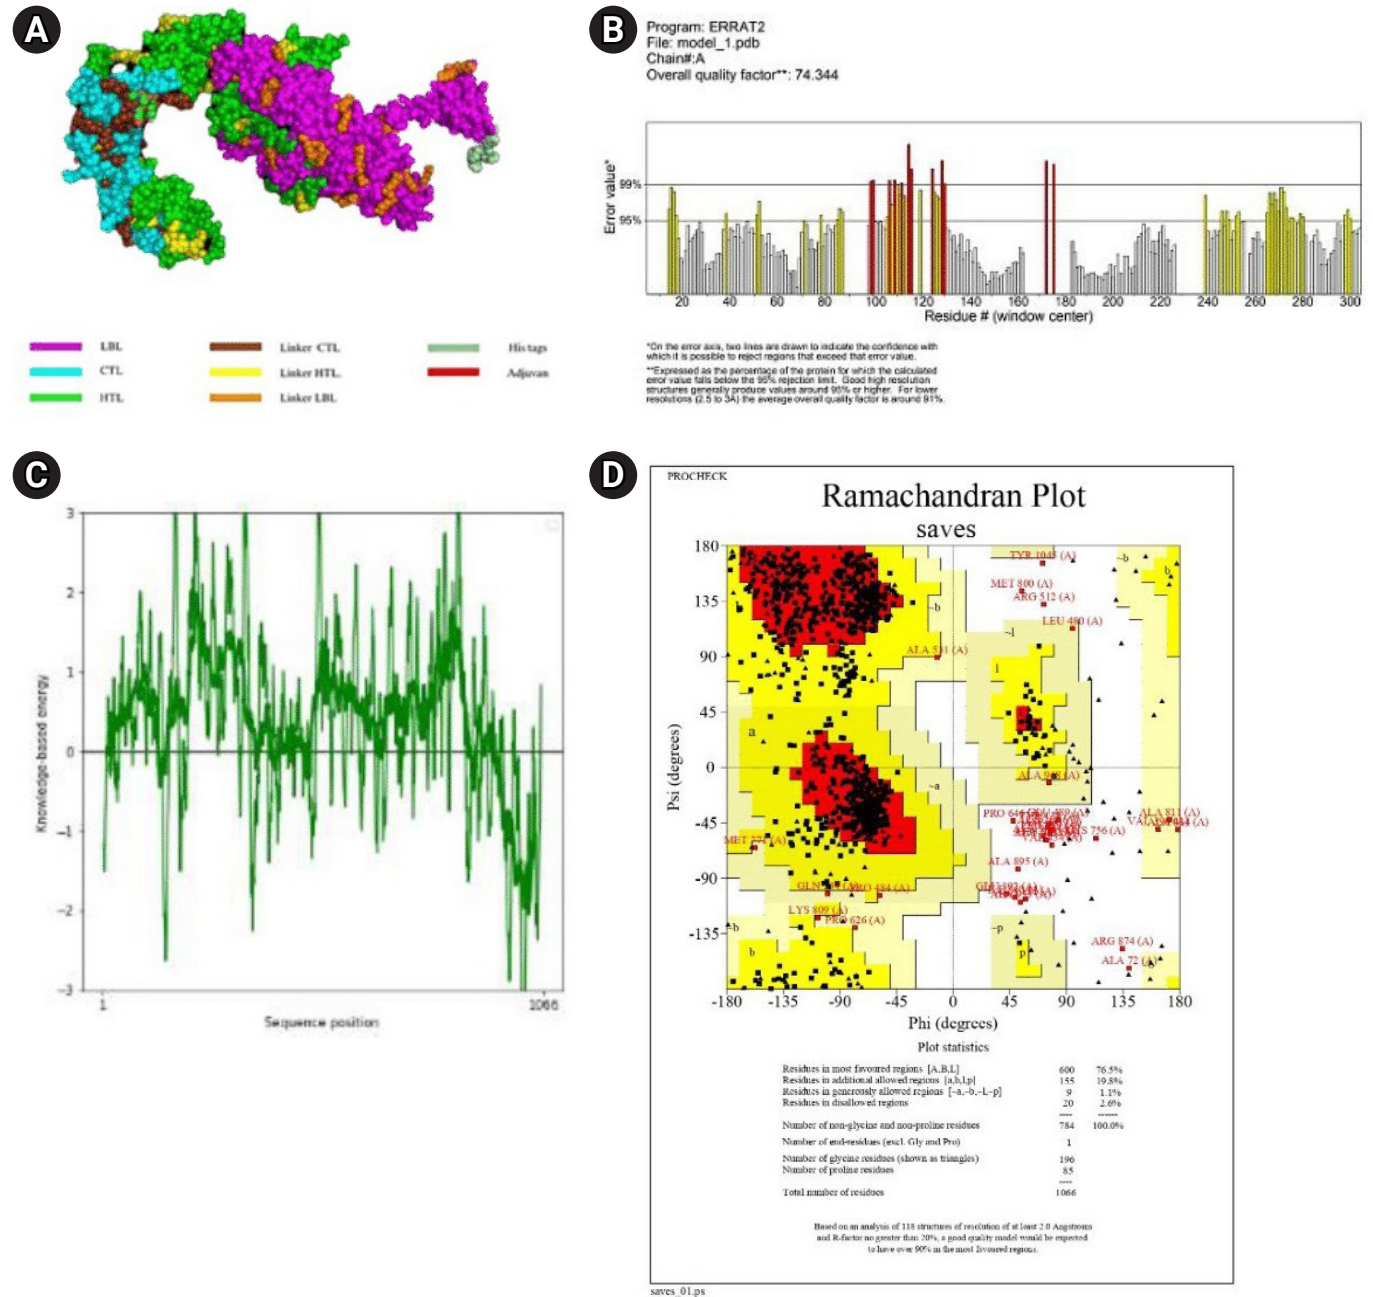 A
LBL
CTL
HTL
Linker CTL
Linker HTL.
Linker LBL
His tags
Adjuvan
B
Program: ERRAT2
File: model_1.pdb
Chain#:A
Overall quality factor**: 74.344
Error value*
99%
95%
20 40 60 80 100 120 140 160 180 200 220 240 260 280 300
Residue # (window center)
*On the error axis, two lines are drawn to indicate the confidence with
which it is possible to reject regions that exceed that error value.
**Expressed as the percentage of the protein for which the calculated
error value falls below the 95% rejection limit. Good high resolution
structures generally produce values around 95% or higher. For lower
resolutions (2.5 to 3A) the average overall quality factor is around 91%.
C
Knowledge-based energy
3
2
1
0
−1
−2
−3
1 1066
Sequence position
D
PROCHECK
Ramachandran Plot
saves
Psi (degrees)
180
135
90
45
0
-45
-90
-135
TYR 1045 (A)
MET 800 (A)
ARG 512 (A)
LEU 480 (A)
ALA 531 (A)
PRO 484 (A)
LYS 809 (A)
PRO 626 (A)
ALA 895 (A)
ALA 811 (A)
ARG 874 (A)
ALA 72 (A)
b
~b
~l
l
a
~a
~p
p
-180 -135 -90 -45 0 45 90 135 180
Phi (degrees)
Plot statistics
Residues in most favoured regions [A,B,L] 600 76.5%
Residues in additional allowed regions [a,b,l,p] 155 19.8%
Residues in generously allowed regions [~a,~b,~l,~p] 9 1.1%
Residues in disallowed regions 20 2.6%
---- ------
Number of non-glycine and non-proline residues 784 100.0%
Number of end-residues (excl. Gly and Pro) 1
Number of glycine residues (shown as triangles) 196
Number of proline residues 85
----
Total number of residues 1066
Based on an analysis of 118 structures of resolution of at least 2.0 Angstroms
and R-factor no greater than 20%, a good quality model would be expected
to have over 90% in the most favoured regions.
saves_01.ps